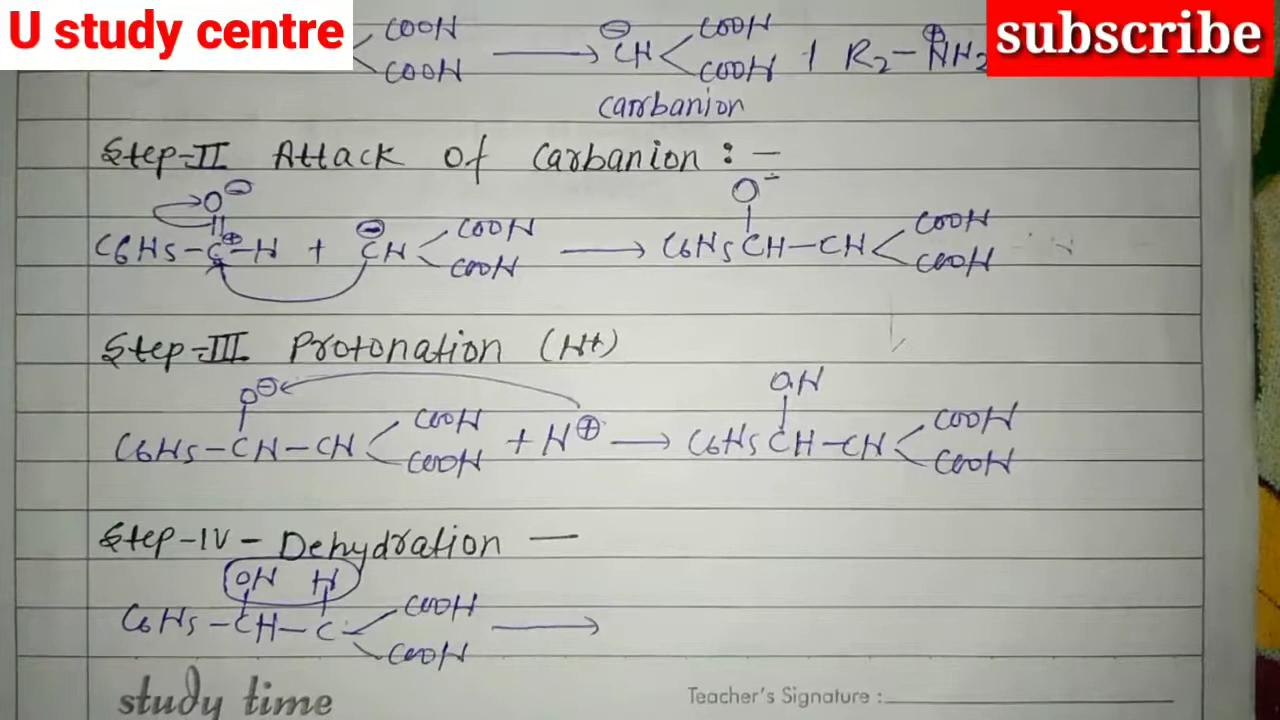 U study centre
subscribe
COOH ⟶ ⊖CH COOH + R2-N⊕H2
COOH COOH
carbanion
Step-II Attack of Carbanion :-
O⊖ O-
C6H5-C⊕-H + ⊖CH COOH ⟶ C6H5CH-CH COOH
COOH COOH
Step-III Protonation (H+)
O⊖ OH
C6H5-CH-CH COOH + H⊕ ⟶ C6H5CH-CH COOH
COOH COOH
Step-IV- Dehydration —
OH H
C6H5-CH-C COOH ⟶
COOH
study time
Teacher's Signature :